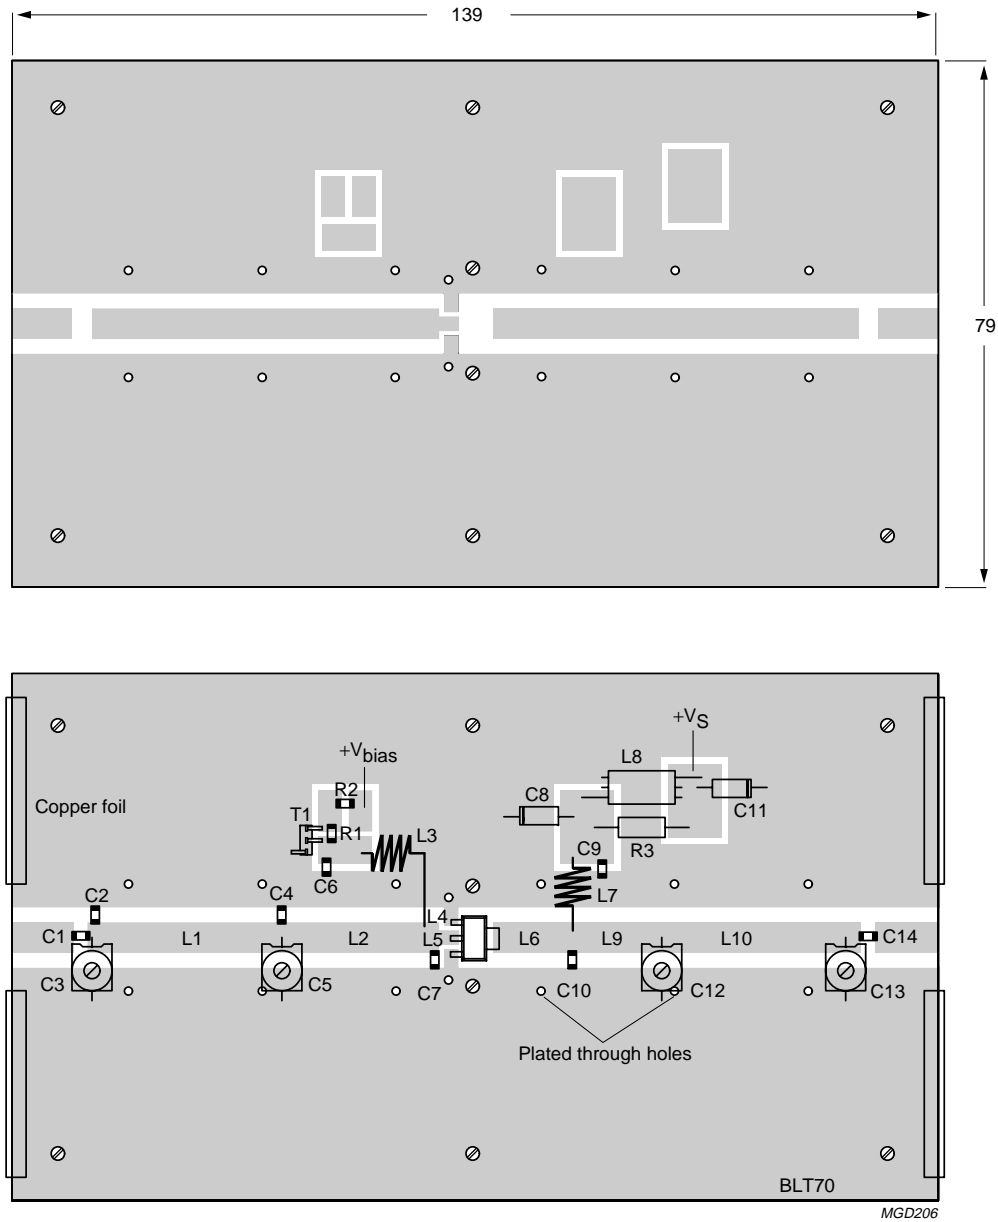 139
79
+VS
+Vbias
L8
R2
C8
C11
Copper foil
T1
R1
L3
R3
C9
C6
L7
C2
C4
L4
C1
L1
L2
L5
L6
L9
L10
C14
C3
C5
C7
C10
C12
C13
Plated through holes
BLT70
MGD206